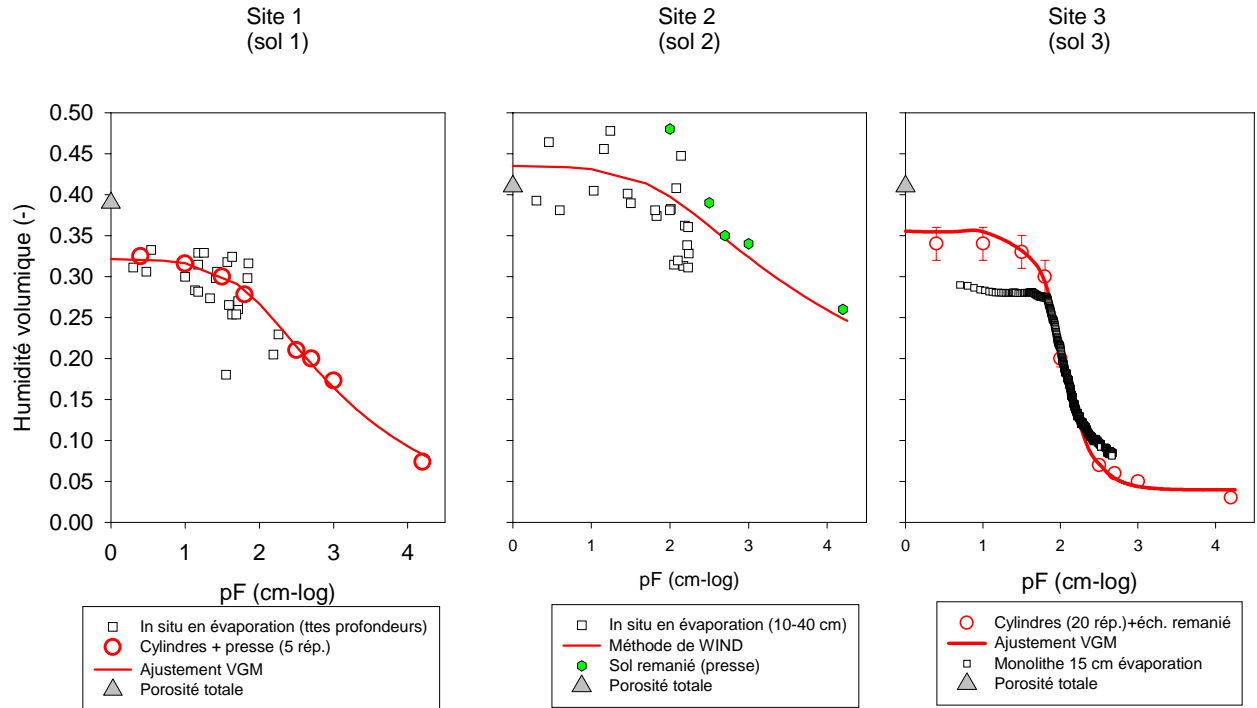 Site 1
(sol 1)
Site 2
(sol 2)
Site 3
(sol 3)
Humidité volumique (-)
0.50
0.45
0.40
0.35
0.30
0.25
0.20
0.15
0.10
0.05
0.00
0 1 2 3 4
0 1 2 3 4
0 1 2 3 4
pF (cm-log)
pF (cm-log)
pF (cm-log)
In situ en évaporation (ttes profondeurs)
Cylindres + presse (5 rép.)
Ajustement VGM
Porosité totale
In situ en évaporation (10-40 cm)
Méthode de WIND
Sol remanié (presse)
Porosité totale
Cylindres (20 rép.)+éch. remanié
Ajustement VGM
Monolithe 15 cm évaporation
Porosité totale